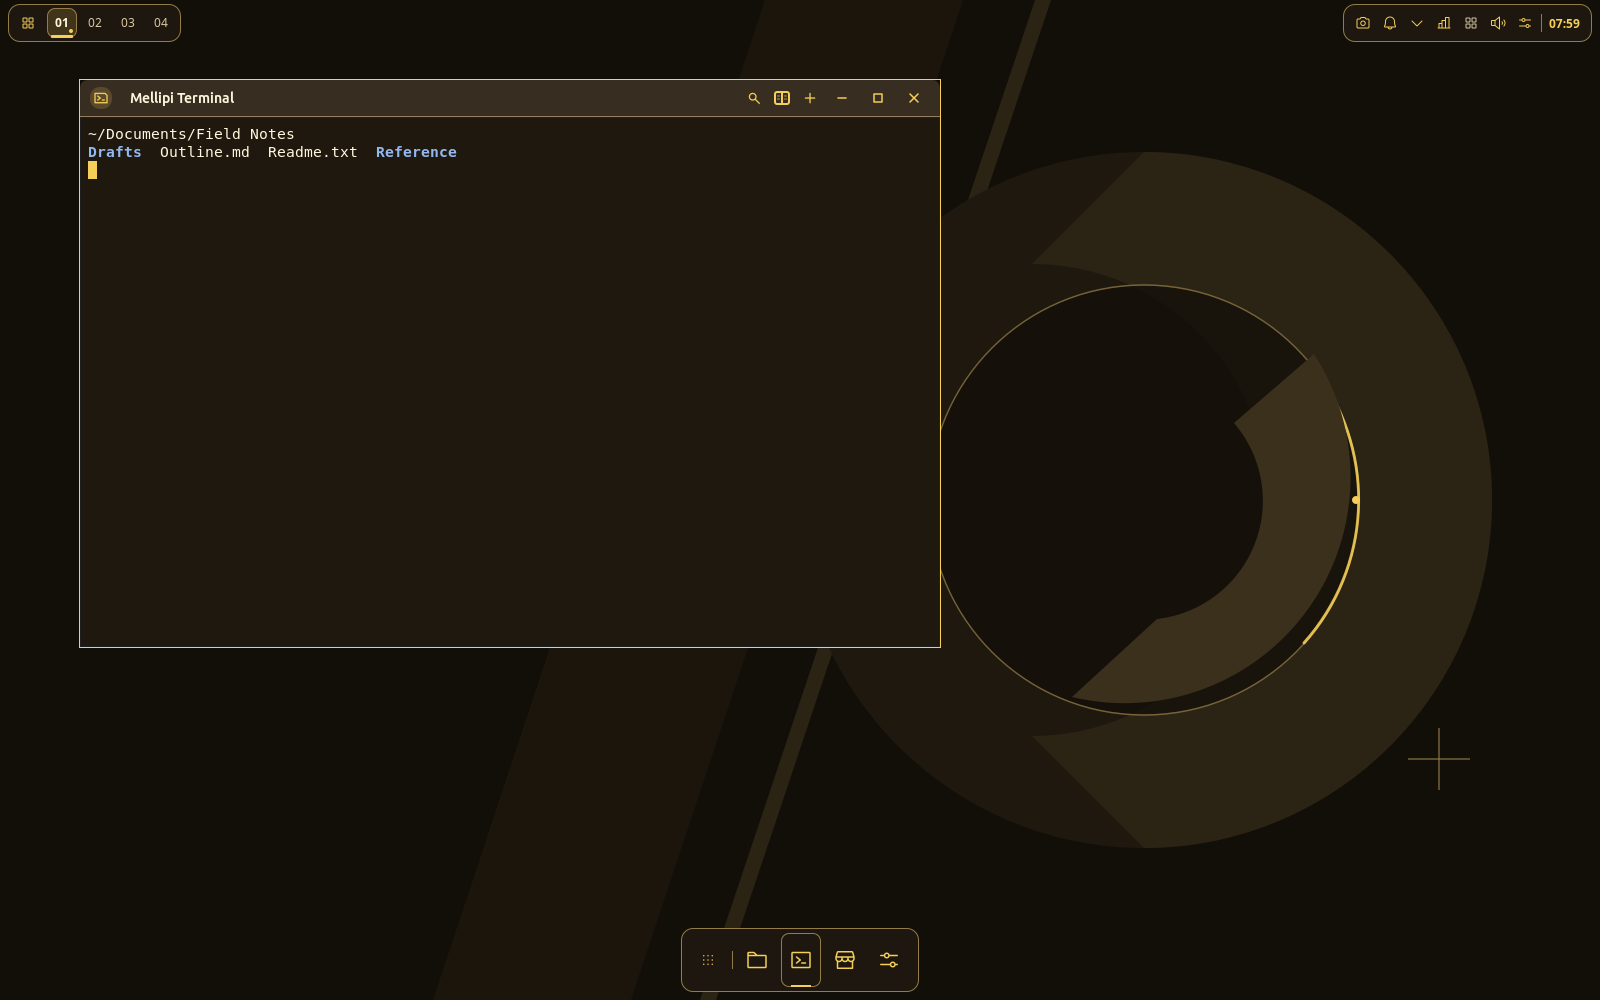 01 02 03 04
07:59
Mellipi Terminal
~/Documents/Field Notes
Drafts  Outline.md  Readme.txt  Reference